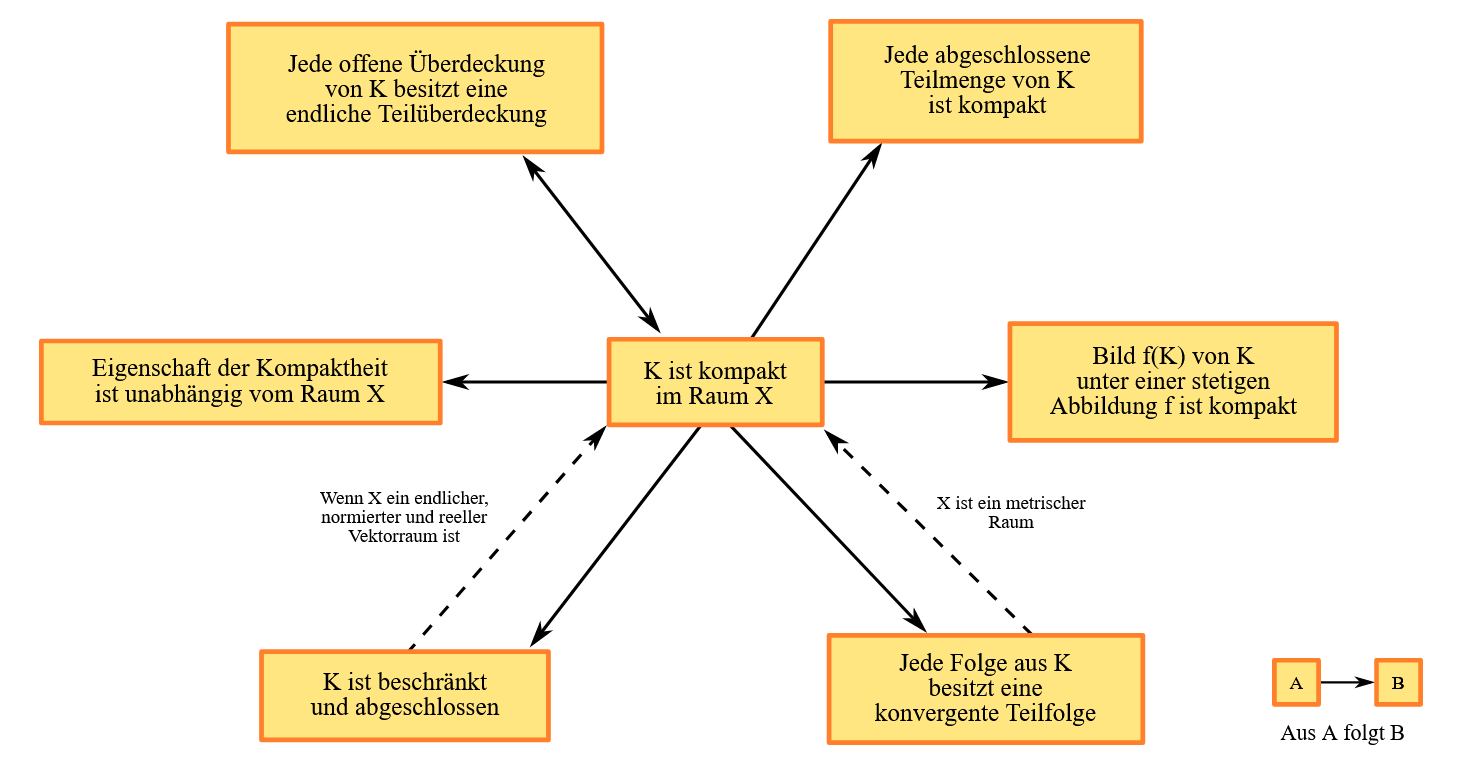 Jede offene Überdeckung
von K besitzt eine
endliche Teilüberdeckung
Jede abgeschlossene
Teilmenge von K
ist kompakt
Eigenschaft der Kompaktheit
ist unabhängig vom Raum X
K ist kompakt
im Raum X
Bild f(K) von K
unter einer stetigen
Abbildung f ist kompakt
Wenn X ein endlicher,
normierter und reeller
Vektorraum ist
X ist ein metrischer
Raum
K ist beschränkt
und abgeschlossen
Jede Folge aus K
besitzt eine
konvergente Teilfolge
A
B
Aus A folgt B